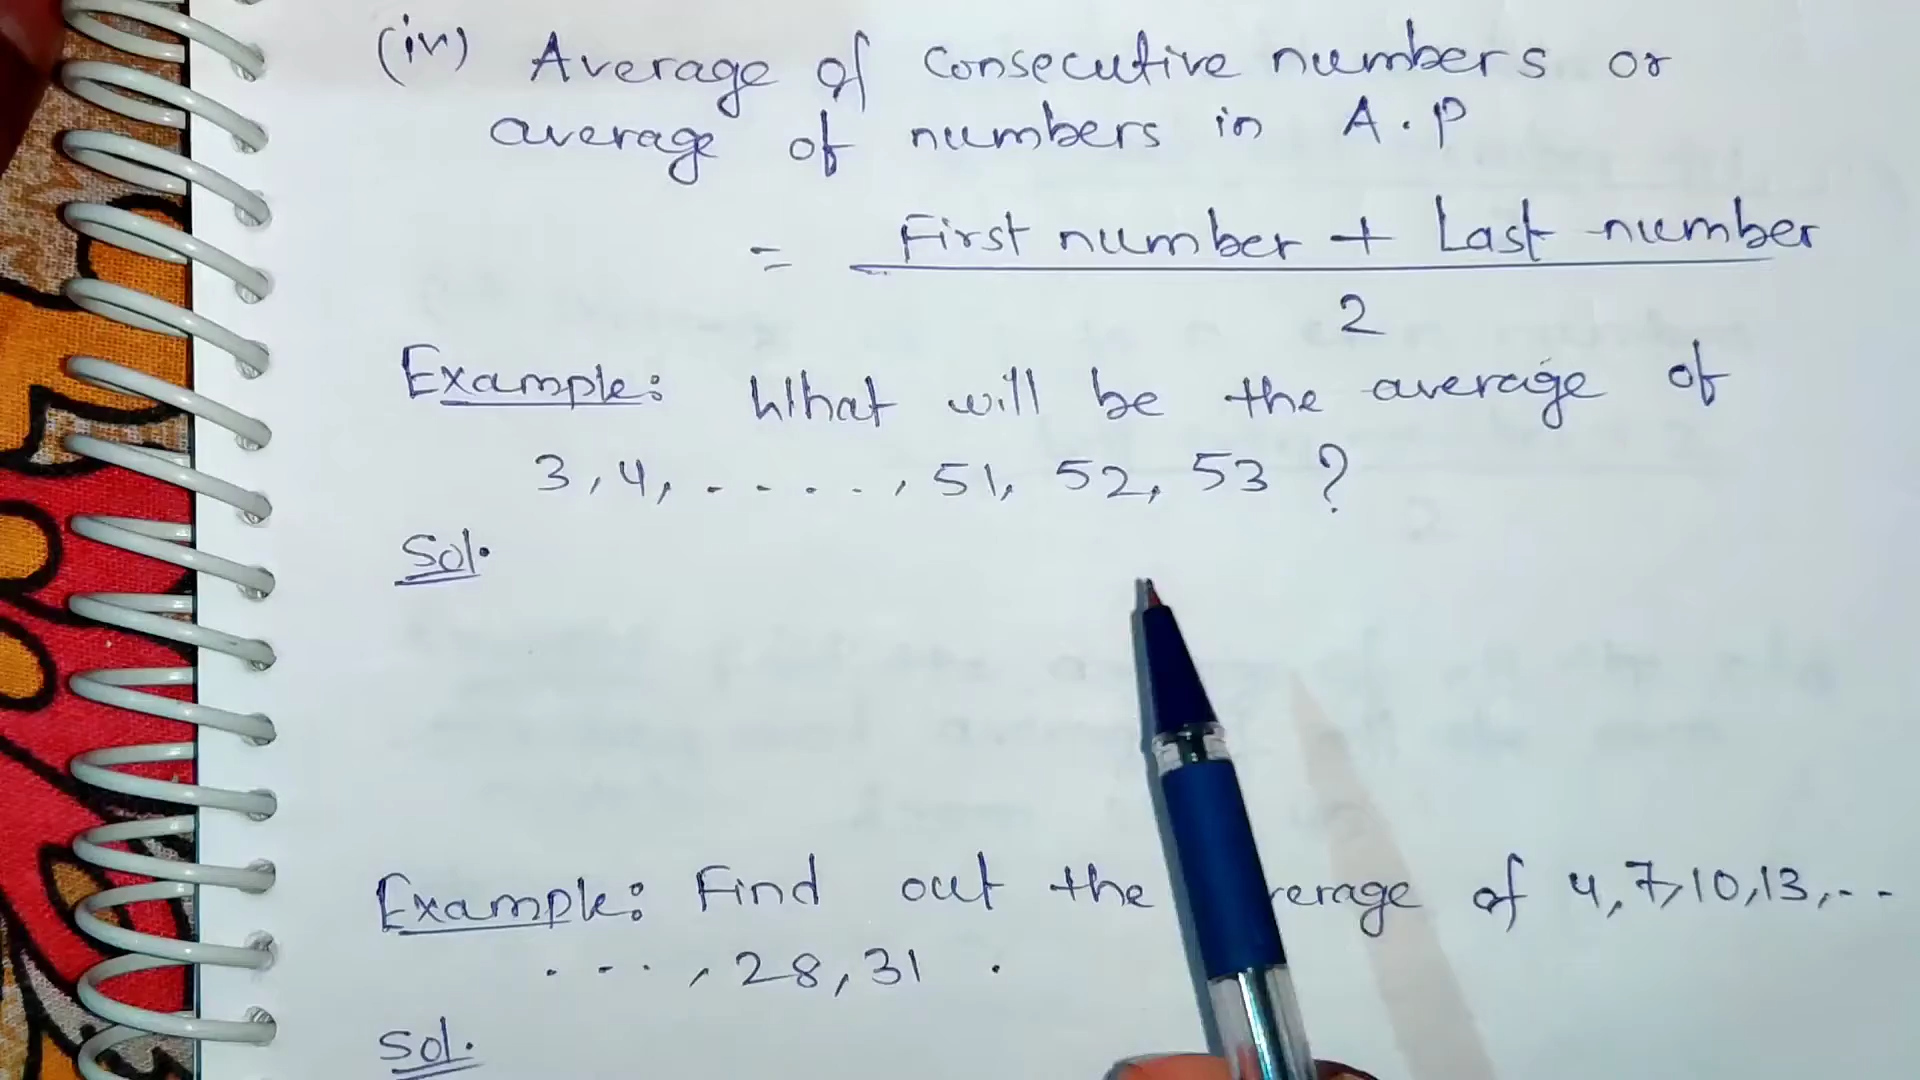 (iv) Average of consecutive numbers or
average of numbers in A.P
= First number + Last number
2
Example: What will be the average of
3, 4, - - - - ., 51, 52, 53 ?
Sol.
Example: Find out the erage of 4, 7, 10, 13, - -
. - - ., 28, 31 .
Sol.